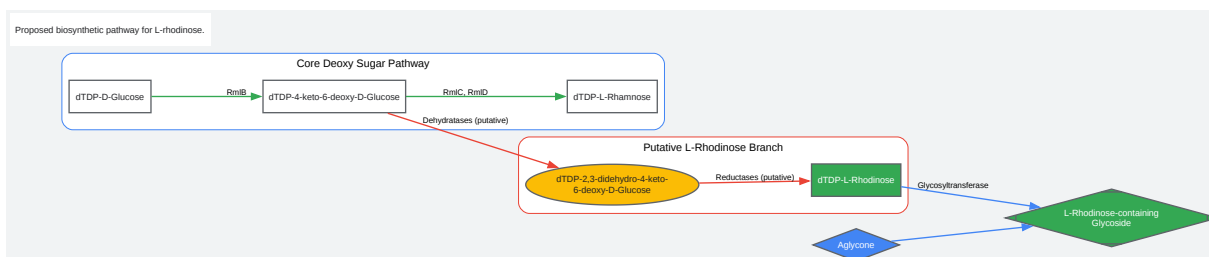 Proposed biosynthetic pathway for L-rhodinose.
Core Deoxy Sugar Pathway
dTDP-D-Glucose
RmlB
dTDP-4-keto-6-deoxy-D-Glucose
RmlC, RmlD
dTDP-L-Rhamnose
Dehydratases (putative)
Putative L-Rhodinose Branch
dTDP-2,3-didehydro-4-keto-
6-deoxy-D-Glucose
Reductases (putative)
dTDP-L-Rhodinose
Glycosyltransferase
L-Rhodinose-containing
Glycoside
Aglycone